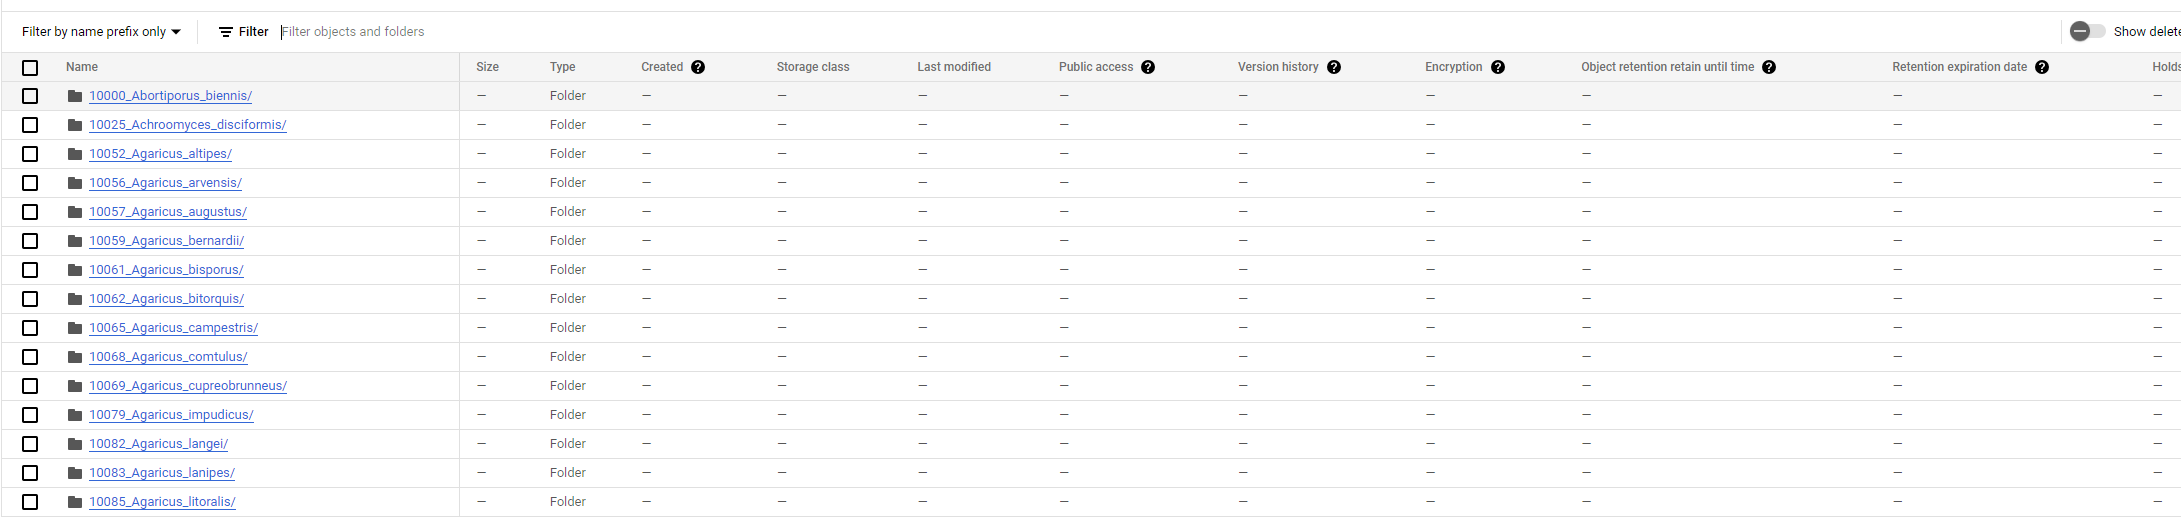 Filter by name prefix only Filter Filter objects and folders Show delete
Name Size Type Created Storage class Last modified Public access Version history Encryption Object retention retain until time Retention expiration date Holds
10000_Abortiporus_biennis/ — Folder — — — — — — — — —
10025_Achroomyces_disciformis/ — Folder — — — — — — — — —
10052_Agaricus_altipes/ — Folder — — — — — — — — —
10056_Agaricus_arvensis/ — Folder — — — — — — — — —
10057_Agaricus_augustus/ — Folder — — — — — — — — —
10059_Agaricus_bernardii/ — Folder — — — — — — — — —
10061_Agaricus_bisporus/ — Folder — — — — — — — — —
10062_Agaricus_bitorquis/ — Folder — — — — — — — — —
10065_Agaricus_campestris/ — Folder — — — — — — — — —
10068_Agaricus_comtulus/ — Folder — — — — — — — — —
10069_Agaricus_cupreobrunneus/ — Folder — — — — — — — — —
10079_Agaricus_impudicus/ — Folder — — — — — — — — —
10082_Agaricus_langei/ — Folder — — — — — — — — —
10083_Agaricus_lanipes/ — Folder — — — — — — — — —
10085_Agaricus_litoralis/ — Folder — — — — — — — — —